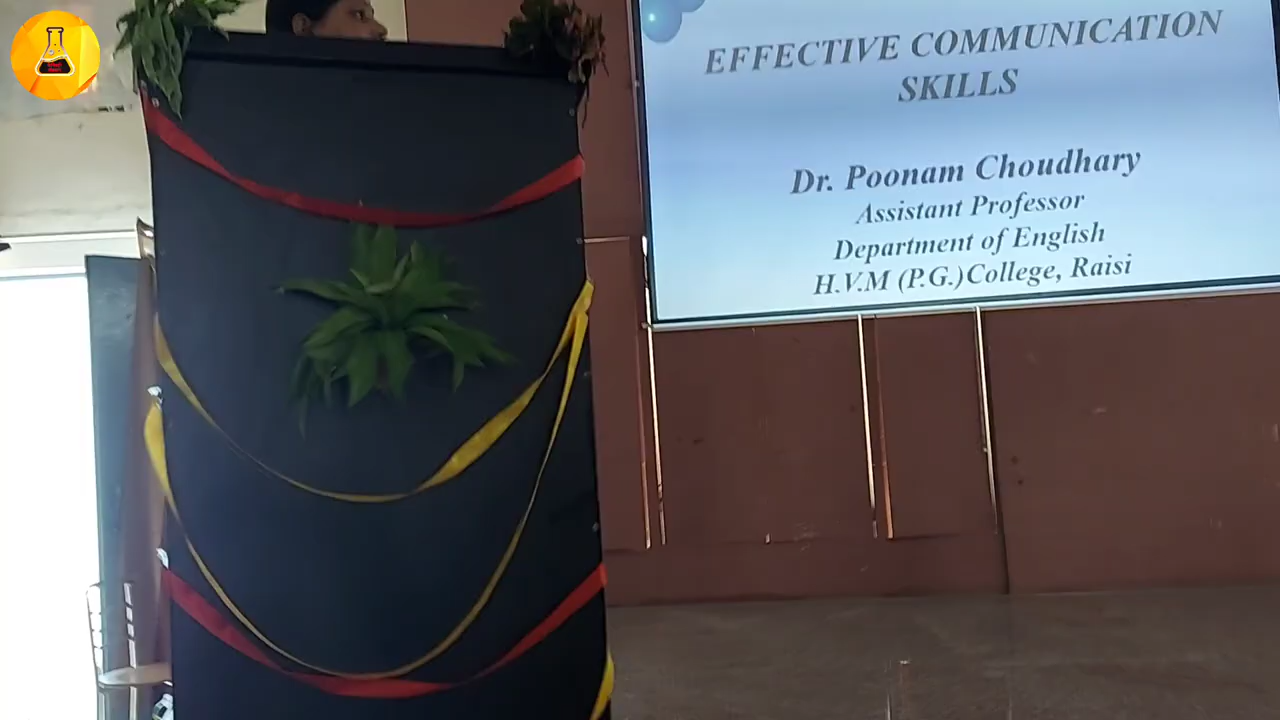 EFFECTIVE COMMUNICATION
SKILLS
Dr. Poonam Choudhary
Assistant Professor
Department of English
H.V.M (P.G.)College, Raisi